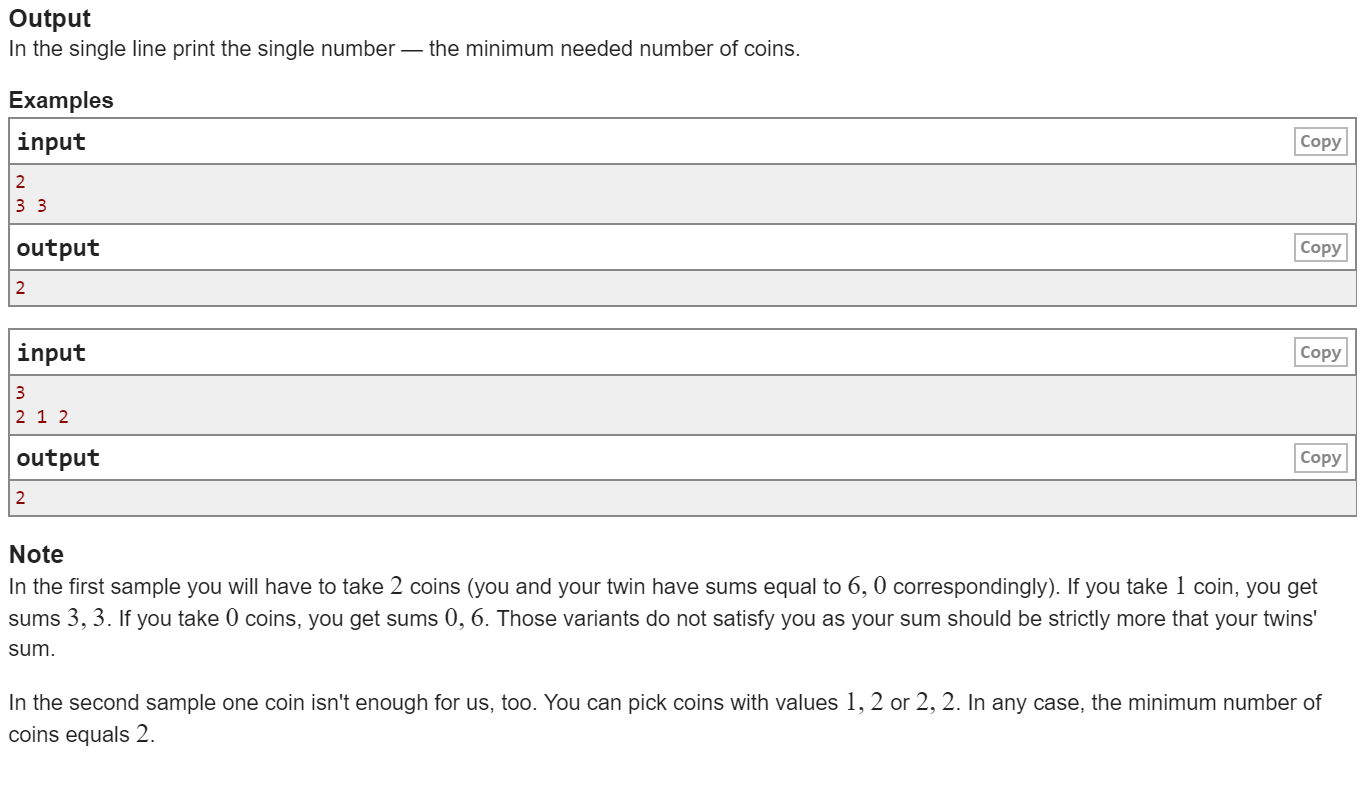 Output
In the single line print the single number — the minimum needed number of coins.
Examples
input
Copy
2
3 3
output
Copy
2
input
Copy
3
2 1 2
output
Copy
2
Note
In the first sample you will have to take 2 coins (you and your twin have sums equal to 6, 0 correspondingly). If you take 1 coin, you get
sums 3, 3. If you take 0 coins, you get sums 0, 6. Those variants do not satisfy you as your sum should be strictly more that your twins'
sum.
In the second sample one coin isn't enough for us, too. You can pick coins with values 1, 2 or 2, 2. In any case, the minimum number of
coins equals 2.